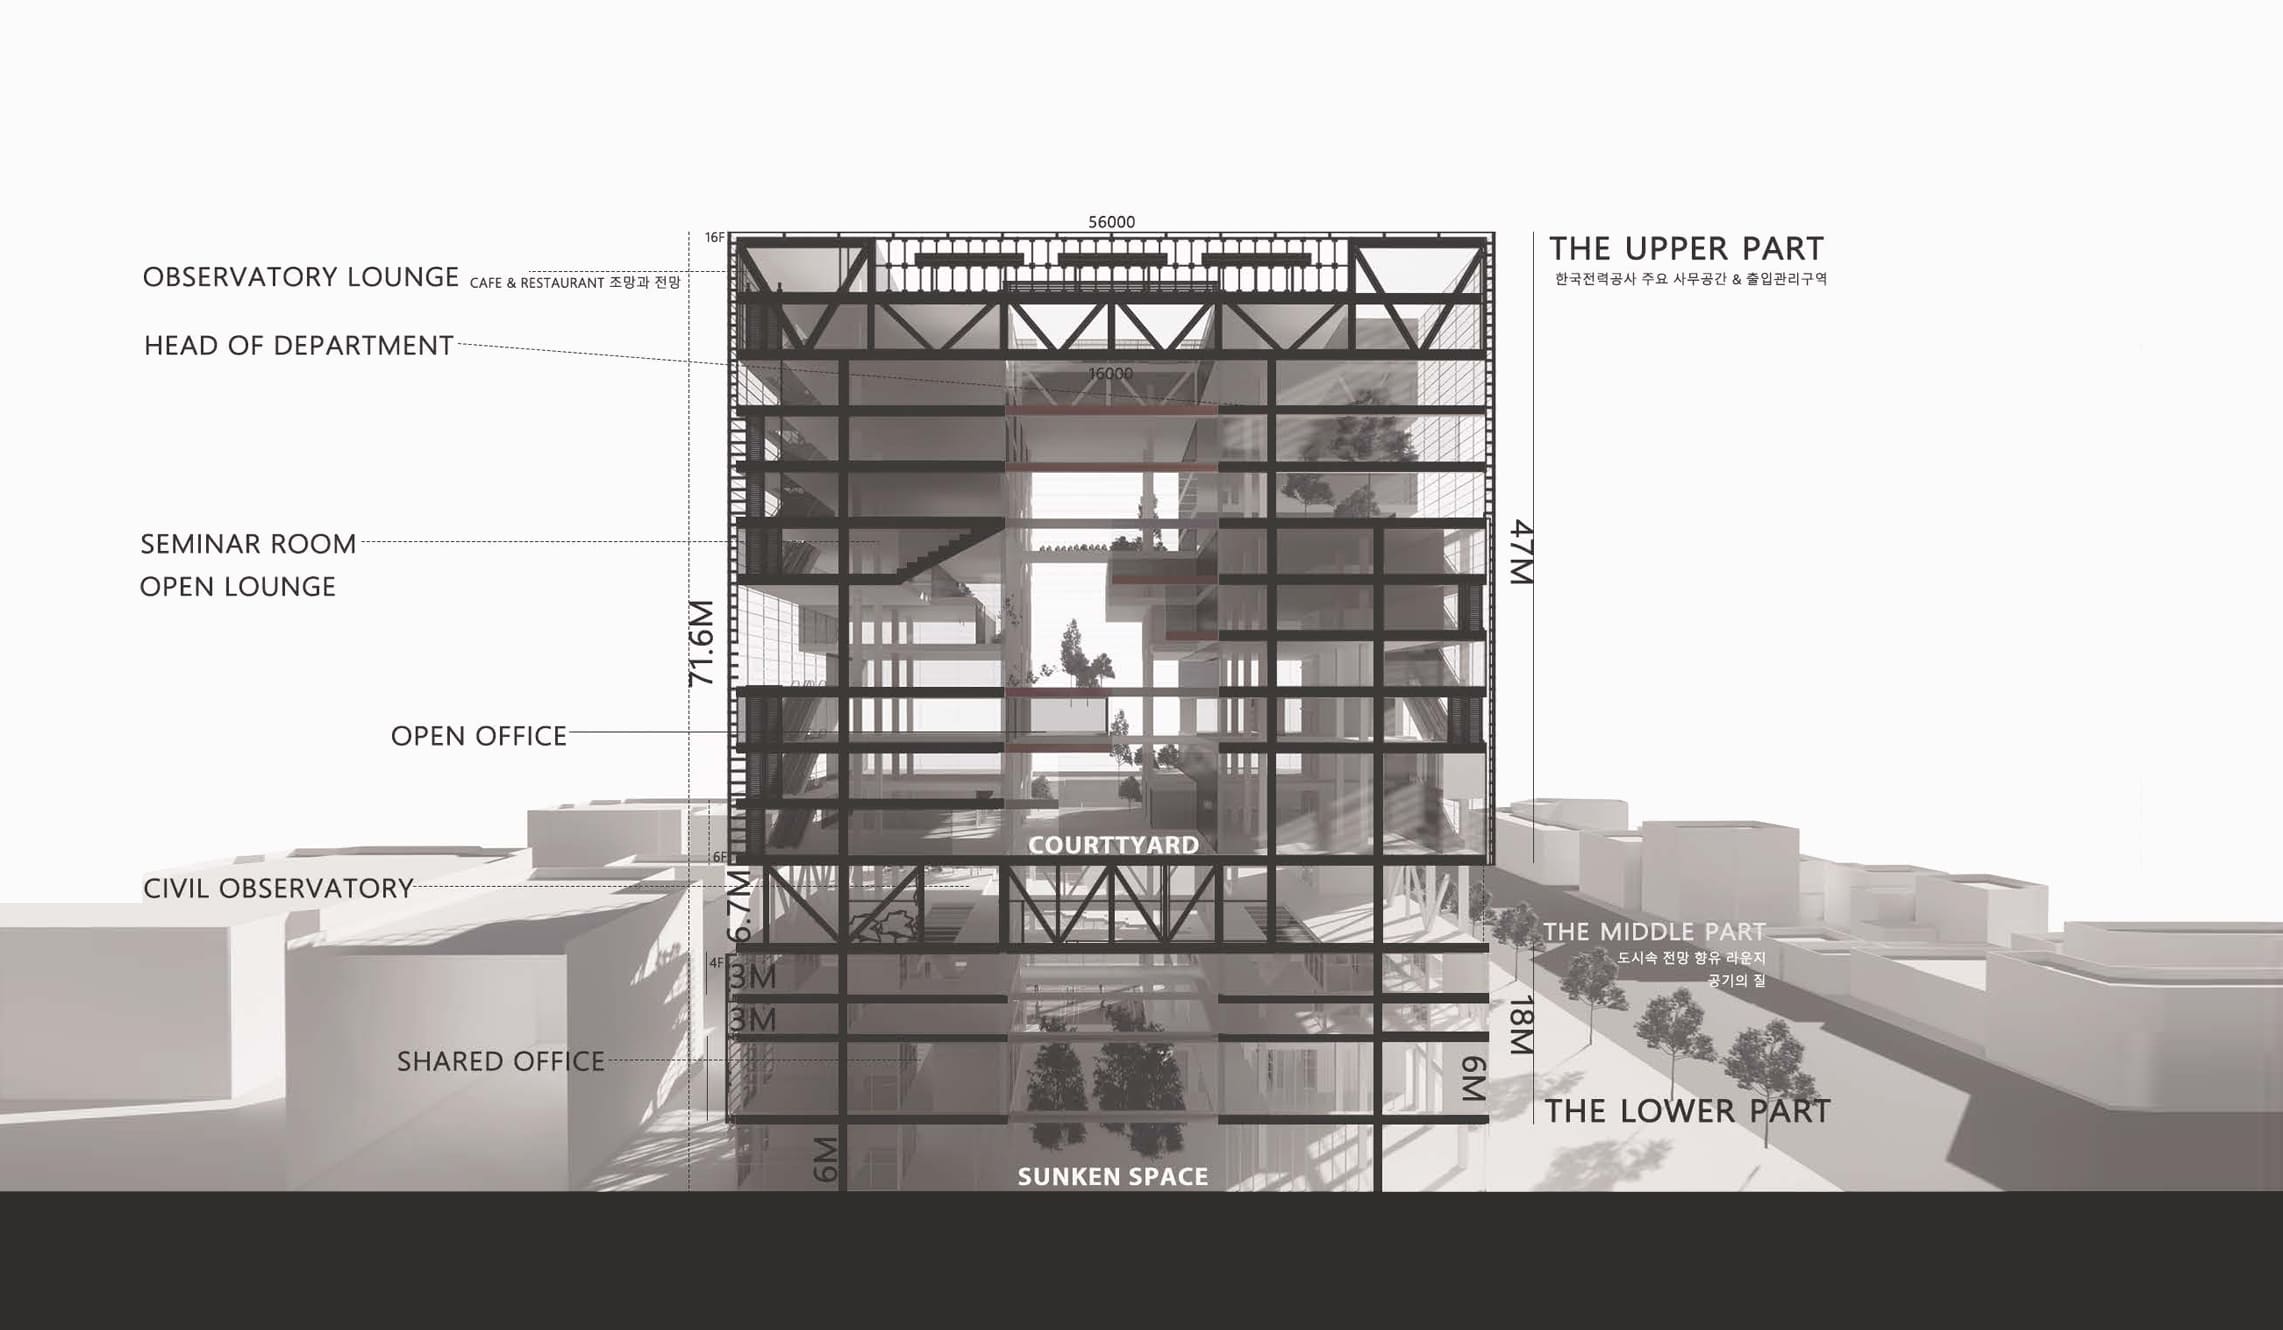 56000
16F
OBSERVATORY LOUNGE CAFE & RESTAURANT 조망과 전망
THE UPPER PART
한국전력공사 주요 사무공간 & 출입관리구역
HEAD OF DEPARTMENT
16000
SEMINAR ROOM
OPEN LOUNGE
47M
71.6M
OPEN OFFICE
COURTTYARD
6F
CIVIL OBSERVATORY
6.7M
THE MIDDLE PART
도시속 전망 향유 라운지
공기의 질
4F
3M
3M
18M
SHARED OFFICE
6M
THE LOWER PART
6M
SUNKEN SPACE